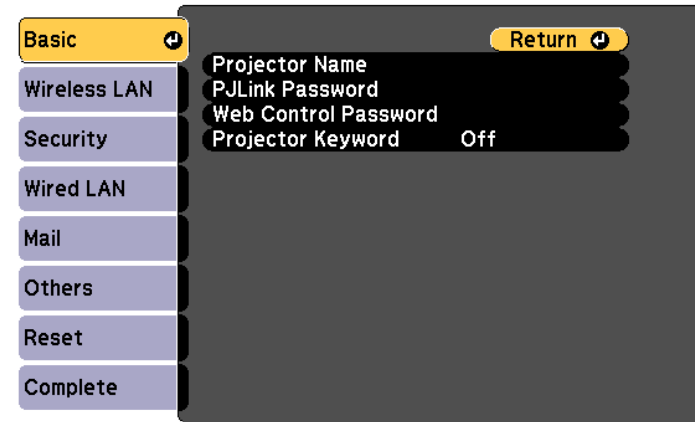 Basic
Wireless LAN
Security
Wired LAN
Mail
Others
Reset
Complete
Return
Projector Name
PJLink Password
Web Control Password
Projector Keyword Off